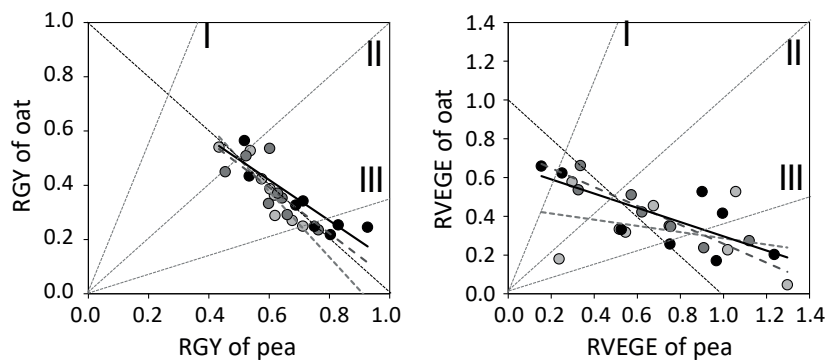 1.0
0.8
0.6
0.4
0.2
0.0
RGY of oat
I
II
III
0.0 0.2 0.4 0.6 0.8 1.0
RGY of pea
1.4
1.2
1.0
0.8
0.6
0.4
0.2
0.0
RVEGE of oat
I
II
III
0.0 0.2 0.4 0.6 0.8 1.0 1.2 1.4
RVEGE of pea